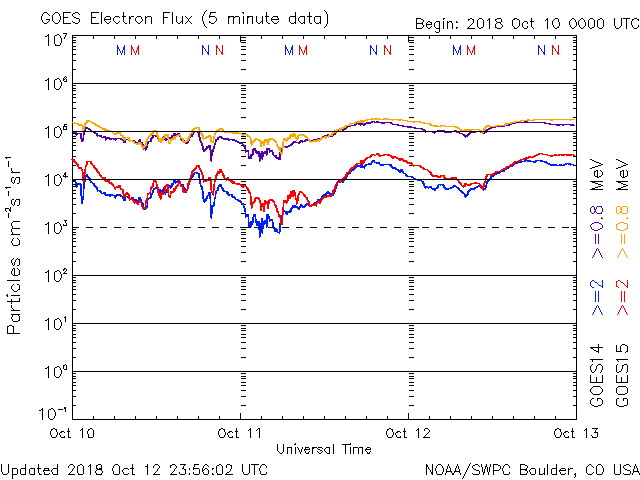 GOES Electron Flux (5 minute data)
Begin: 2018 Oct 10 0000 UTC
10⁷
M M N N M M N N M M N N
10⁶
10⁵
10⁴
10³
10²
10¹
10⁰
10⁻¹
Particles cm⁻²s⁻¹sr⁻¹
GOES14 >=2 >=0.8 MeV
GOES15 >=2 >=0.8 MeV
Oct 10 Oct 11 Oct 12 Oct 13
Universal Time
Updated 2018 Oct 12 23:56:02 UTC
NOAA/SWPC Boulder, CO USA